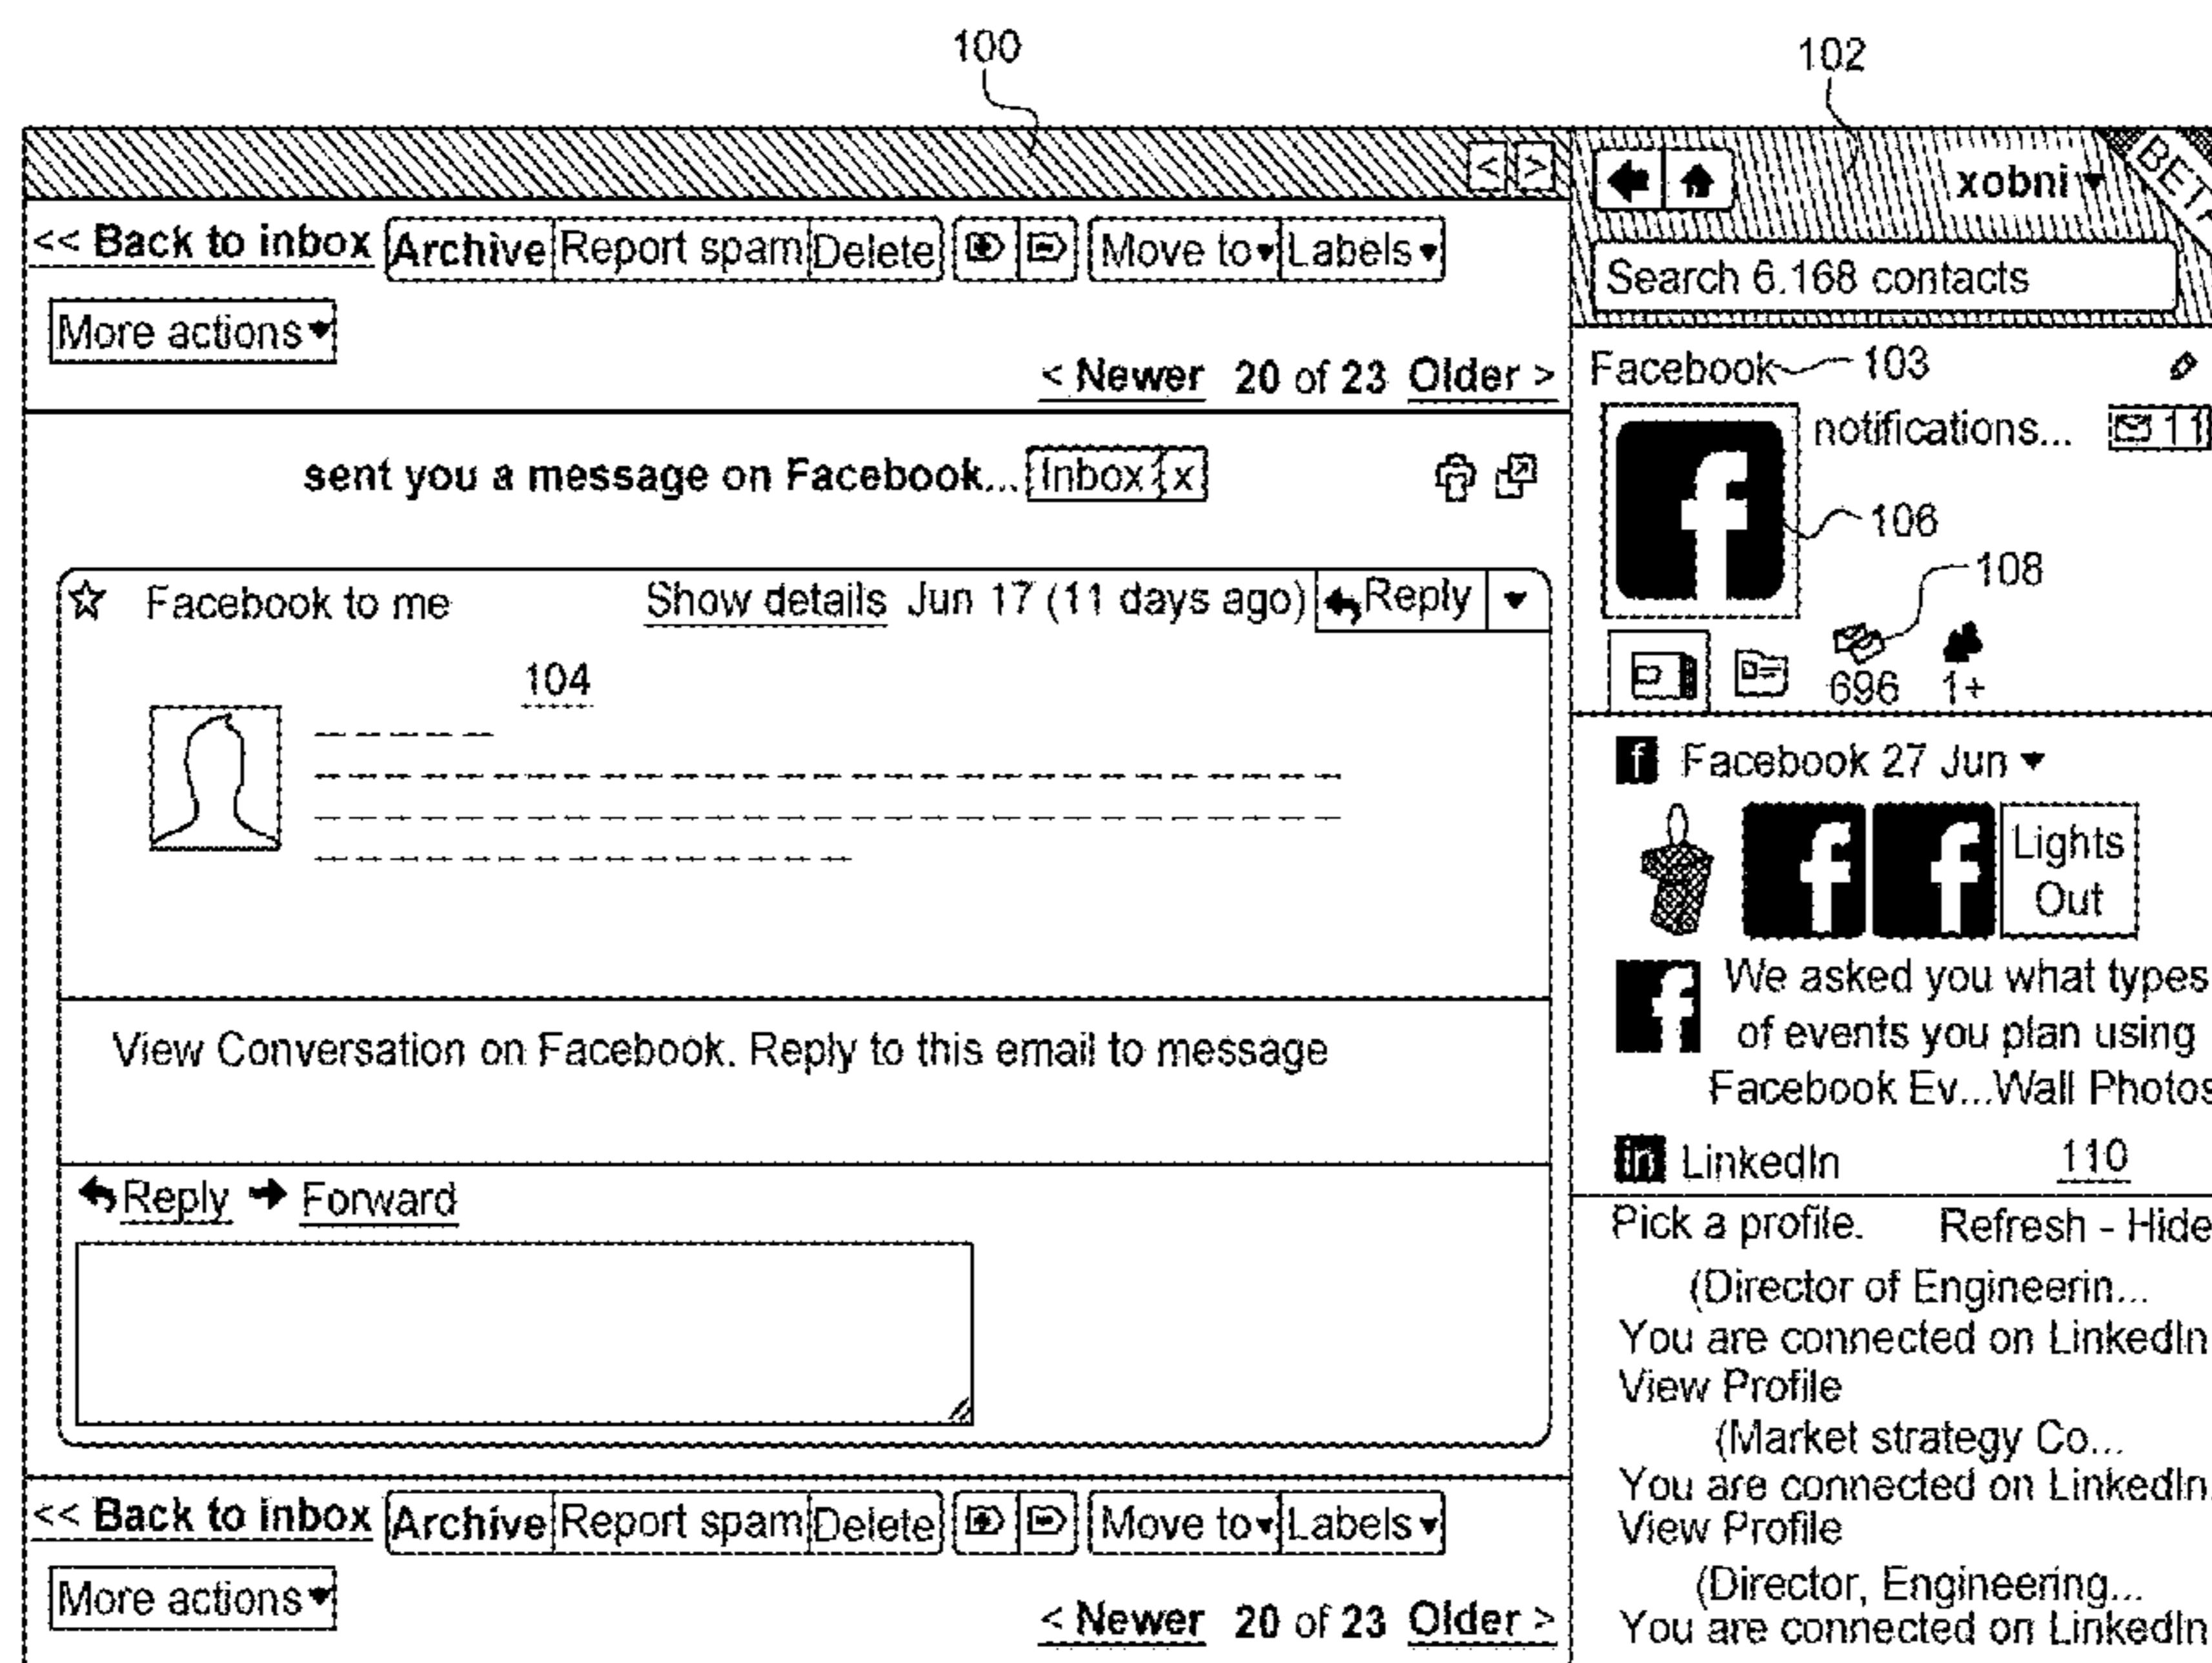 100
102
< >
xobni
BETA
<< Back to inbox Archive Report spam Delete Move to Labels
Search 6.168 contacts
More actions
< Newer 20 of 23 Older >
Facebook 103
notifications... 11
sent you a message on Facebook... Inbox x
106
108
Facebook to me Show details Jun 17 (11 days ago) Reply
696 1+
104
Facebook 27 Jun
Lights
Out
We asked you what types
of events you plan using
Facebook Ev...Wall Photos
View Conversation on Facebook. Reply to this email to message
in LinkedIn 110
Reply Forward
Pick a profile. Refresh - Hide
(Director of Engineerin...
You are connected on LinkedIn
View Profile
(Market strategy Co...
You are connected on LinkedIn.
View Profile
(Director, Engineering...
You are connected on LinkedIn
<< Back to inbox Archive Report spam Delete Move to Labels
More actions
< Newer 20 of 23 Older >